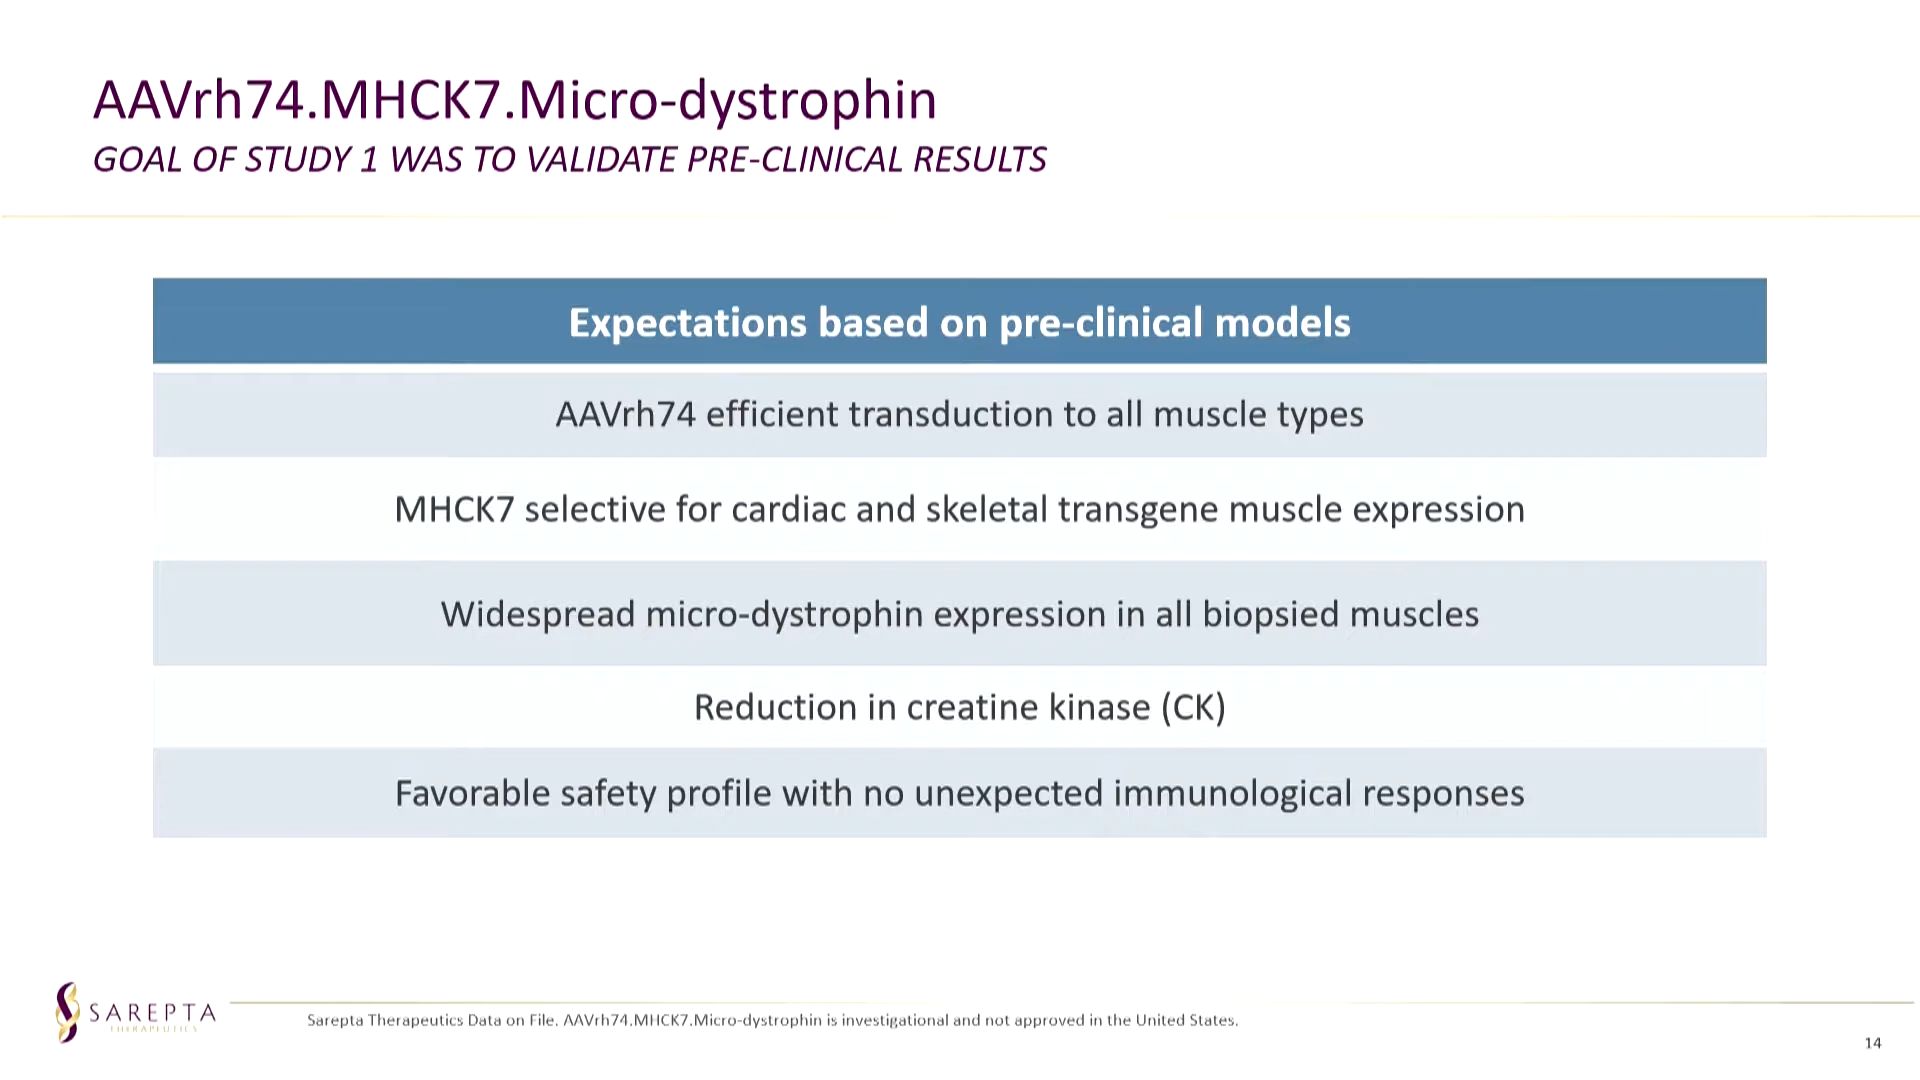 AAVrh74.MHCK7.Micro-dystrophin
GOAL OF STUDY 1 WAS TO VALIDATE PRE-CLINICAL RESULTS
Expectations based on pre-clinical models
AAVrh74 efficient transduction to all muscle types
MHCK7 selective for cardiac and skeletal transgene muscle expression
Widespread micro-dystrophin expression in all biopsied muscles
Reduction in creatine kinase (CK)
Favorable safety profile with no unexpected immunological responses
SAREPTA
THERAPEUTICS
Sarepta Therapeutics Data on File. AAVrh74.MHCK7.Micro-dystrophin is investigational and not approved in the United States.
14